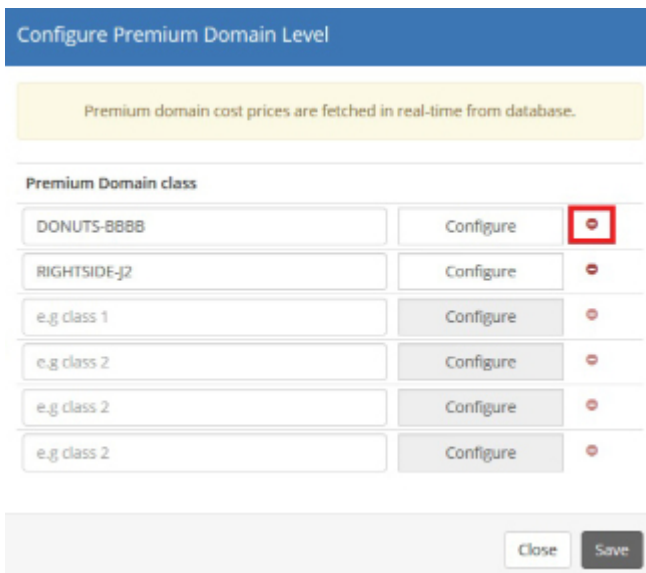 Configure Premium Domain Level
Premium domain cost prices are fetched in real-time from database.
Premium Domain class
DONUTS-BBBB Configure
RIGHTSIDE-J2 Configure
e.g class 1 Configure
e.g class 2 Configure
e.g class 2 Configure
e.g class 2 Configure
Close Save